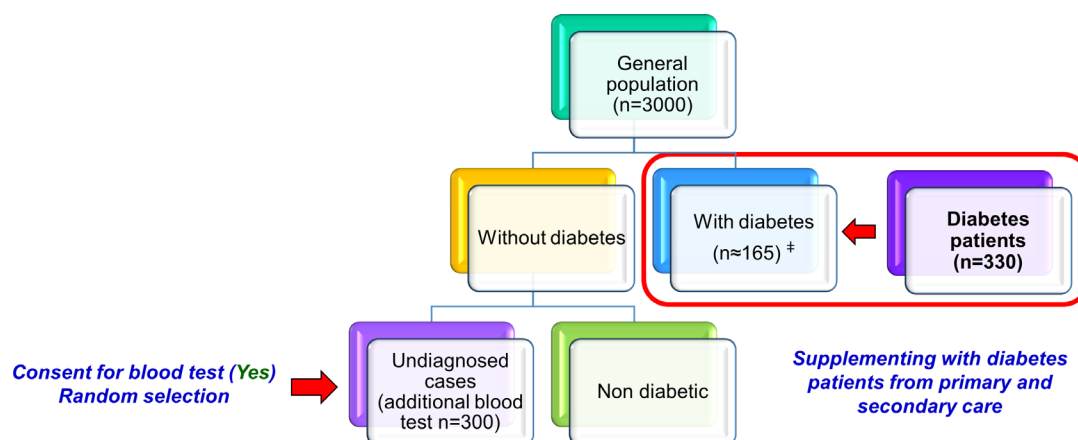 General
population
(n=3000)
Without diabetes
With diabetes
(n≈165) ‡
Diabetes
patients
(n=330)
Consent for blood test (Yes)
Random selection
Undiagnosed
cases
(additional blood
test n=300)
Non diabetic
Supplementing with diabetes
patients from primary and
secondary care